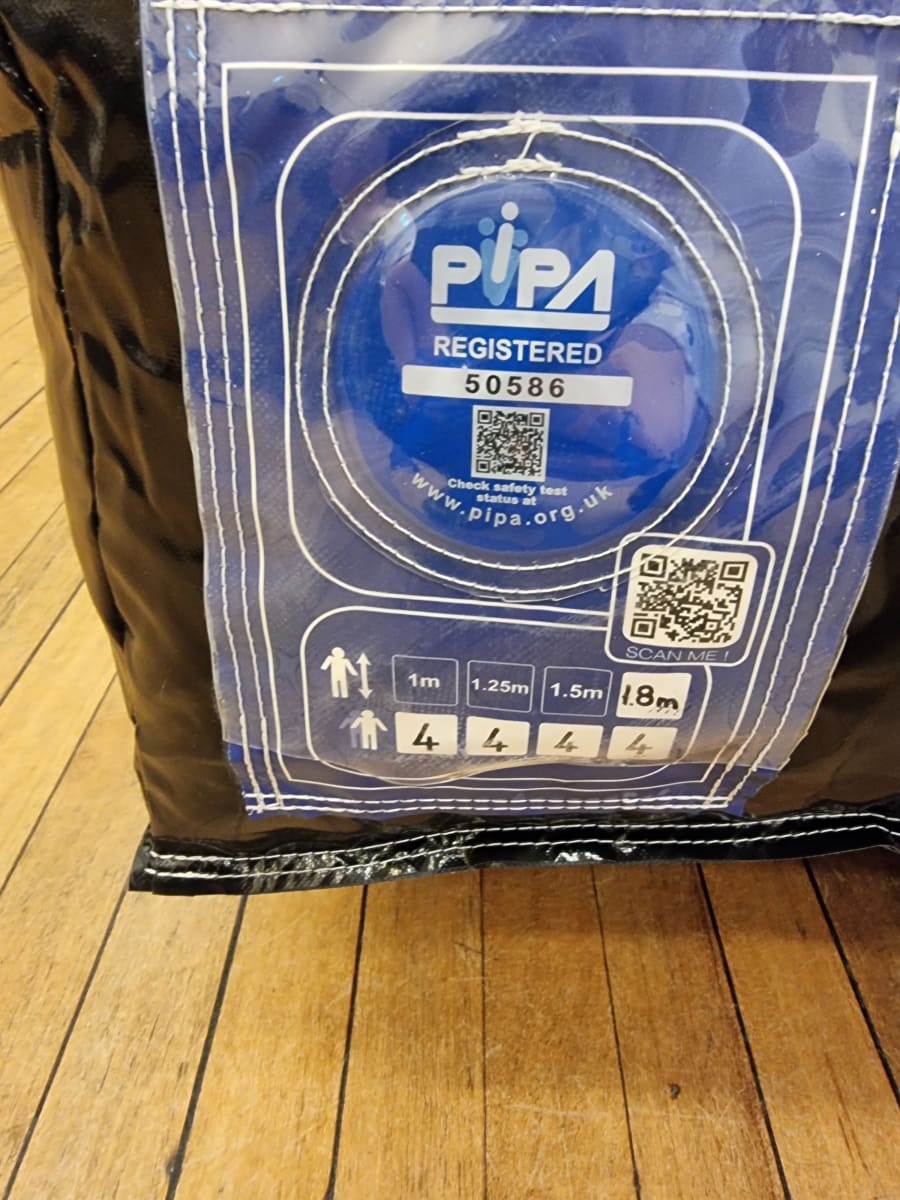 PIPA
REGISTERED
50586
Check safety test
status at
www.pipa.org.uk
SCAN ME !
1m 1.25m 1.5m 1.8m
4 4 4 4